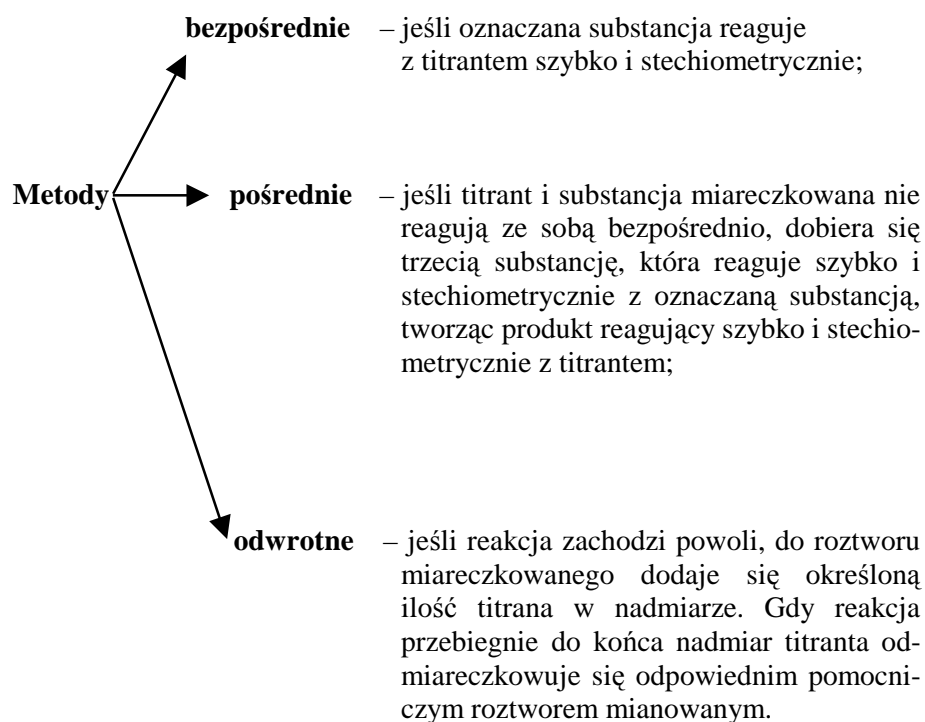 bezpośrednie – jeśli oznaczana substancja reaguje
z titrantem szybko i stechiometrycznie;
Metody pośrednie – jeśli titrant i substancja miareczkowana nie
reagują ze sobą bezpośrednio, dobiera się
trzecią substancję, która reaguje szybko i
stechiometrycznie z oznaczaną substancją,
tworząc produkt reagujący szybko i stechio-
metrycznie z titrantem;
odwrotne – jeśli reakcja zachodzi powoli, do roztworu
miareczkowanego dodaje się określoną
ilość titrana w nadmiarze. Gdy reakcja
przebiegnie do końca nadmiar titranta od-
miareczkowuje się odpowiednim pomocni-
czym roztworem mianowanym.